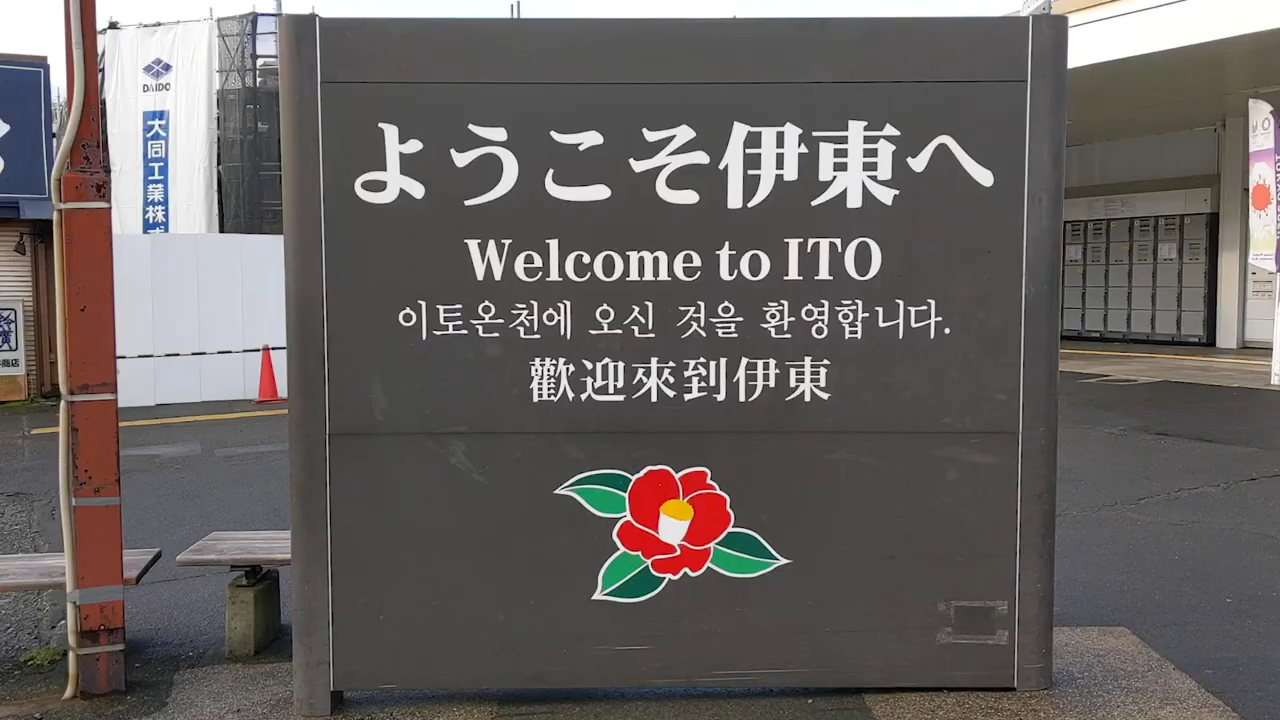 ようこそ伊東へ
Welcome to ITO
이토온천에 오신 것을 환영합니다.
歡迎來到伊東
DAIDO
大同工業株式